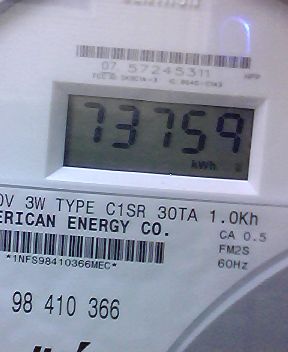 07 57245311
73759
kWh
0V 3W TYPE C1SR 30TA 1.0Kh
ERICAN ENERGY CO.
CA 0.5
FM2S
60Hz
*1NFS98410366MEC*
98 410 366